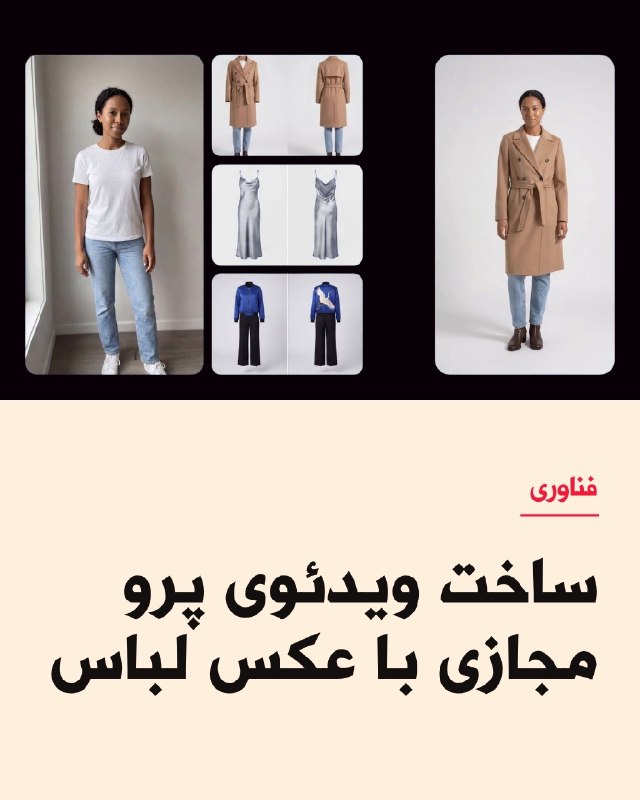 فناوری
ساخت ویدئوی پرو
مجازی با عکس لباس